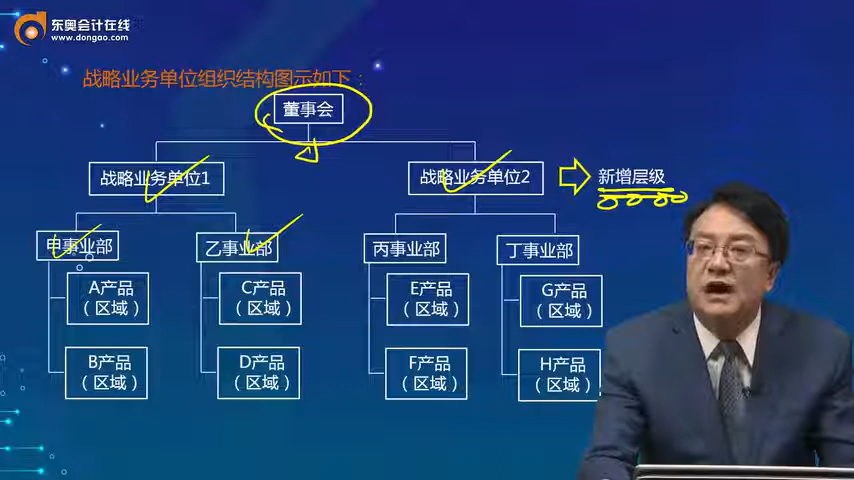 东奥会计在线
www.dongao.com
战略业务单位组织结构图示如下：
董事会
战略业务单位1
战略业务单位2
新增层级
甲事业部
乙事业部
丙事业部
丁事业部
A产品
（区域）
C产品
（区域）
E产品
（区域）
G产品
（区域）
B产品
（区域）
D产品
（区域）
F产品
（区域）
H产品
（区域）